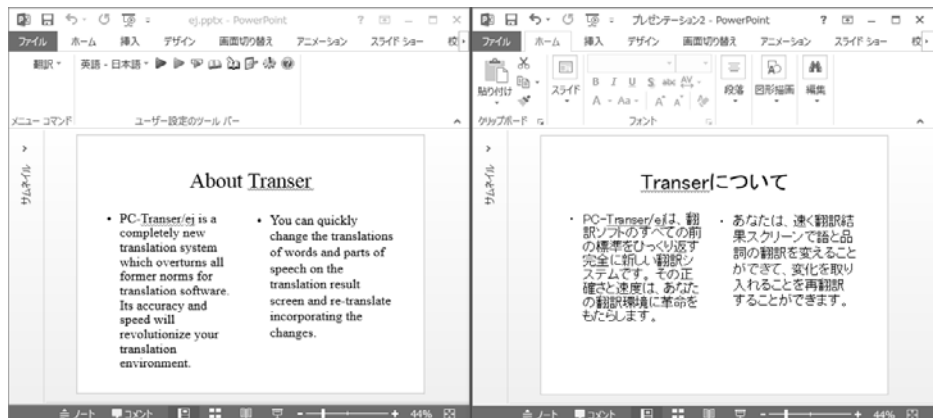 ej.pptx - PowerPoint
ファイル ホーム 挿入 デザイン 画面切り替え アニメーション スライド ショー 校
翻訳 英語 - 日本語
メニュー コマンド ユーザー設定のツール バー
サムネイル
About Transer
• PC-Transer/ej is a
completely new
translation system
which overturns all
former norms for
translation software.
Its accuracy and
speed will
revolutionize your
translation
environment.
• You can quickly
change the translations
of words and parts of
speech on the
translation result
screen and re-translate
incorporating the
changes.
ノート コメント 44%
プレゼンテーション2 - PowerPoint
ファイル ホーム 挿入 デザイン 画面切り替え アニメーション スライド ショー 校
貼り付け スライド B I U S abc AV 段落 図形描画 編集
A Aa A A
クリップボード フォント
サムネイル
Transerについて
• PC-Transer/ejは、翻
訳ソフトのすべての前
の標準をひっくり返す
完全に新しい翻訳シ
ステムです。その正
確さと速度は、あなた
の翻訳環境に革命を
もたらします。
• あなたは、速く翻訳結
果スクリーンで語と品
詞の翻訳を変えること
ができて、変化を取り
入れることを再翻訳
することができます。
ノート コメント 44%